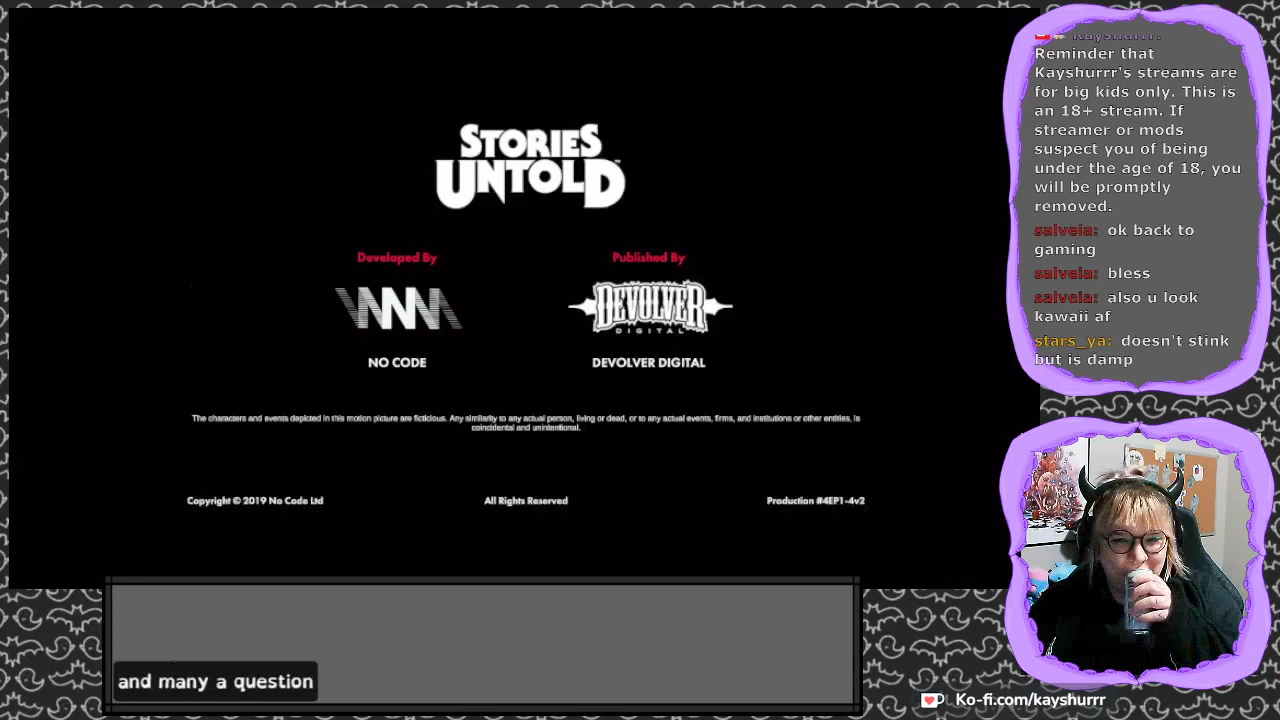 STORIES
UNTOLD™
Developed By
Published By
DEVOLVER
DIGITAL
NO CODE
DEVOLVER DIGITAL
The characters and events depicted in this motion picture are ficticious. Any similarity to any actual person, living or dead, or to any actual events, firms, and institutions or other entities, is
coincidental and unintentional.
Copyright © 2019 No Code Ltd
All Rights Reserved
Production #4EP1-4v2
and many a question
Kayshurrr:
Reminder that
Kayshurrr's streams are
for big kids only. This is
an 18+ stream. If
streamer or mods
suspect you of being
under the age of 18, you
will be promptly
removed.
salveia: ok back to
gaming
salveia: bless
salveia: also u look
kawaii af
stars_ya: doesn't stink
but is damp
Ko-fi.com/kayshurrr